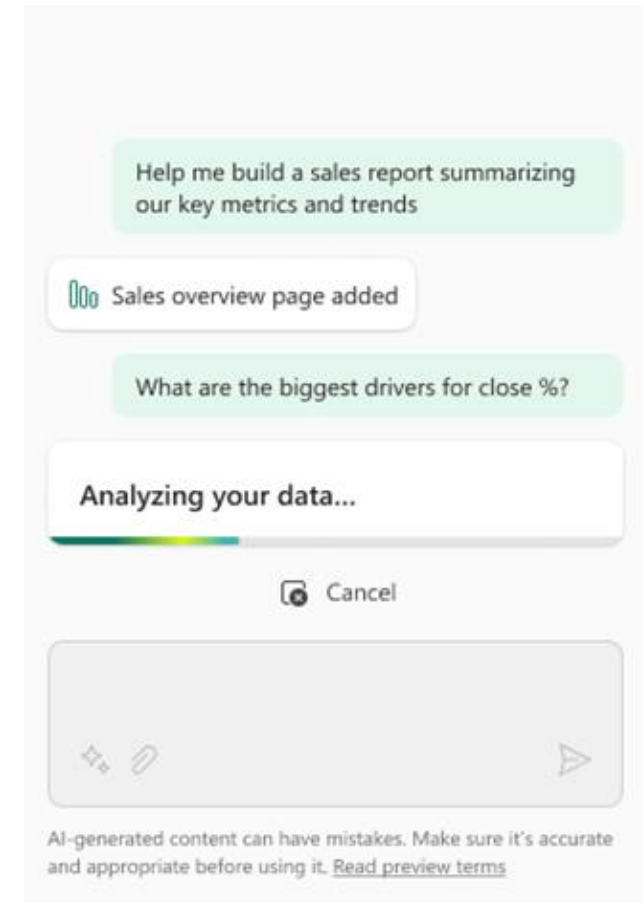 Help me build a sales report summarizing
our key metrics and trends
Sales overview page added
What are the biggest drivers for close %?
Analyzing your data...
Cancel
AI-generated content can have mistakes. Make sure it's accurate
and appropriate before using it. Read preview terms